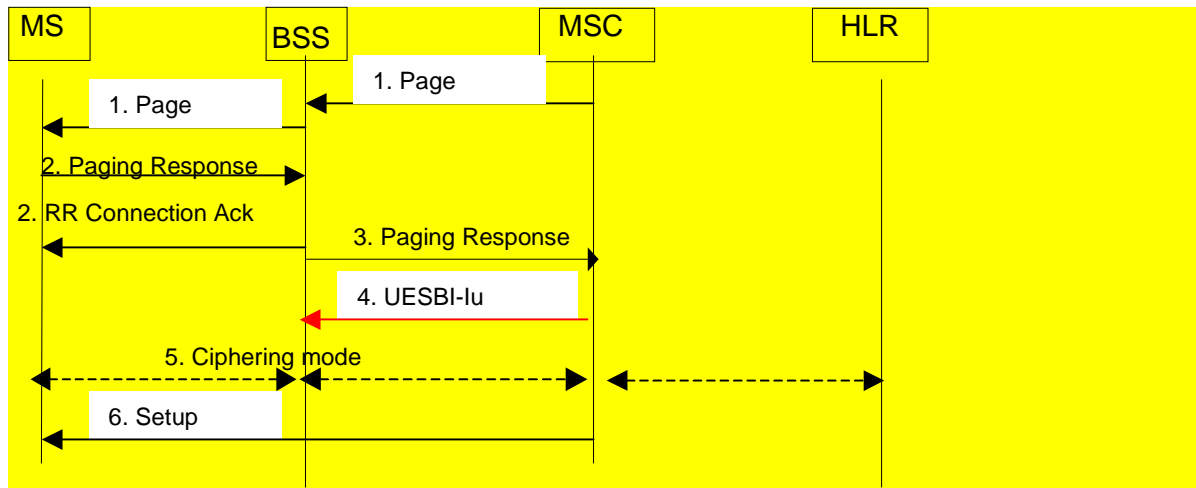 MS
BSS
MSC
HLR
1. Page
1. Page
2. Paging Response
2. RR Connection Ack
3. Paging Response
4. UESBI-Iu
5. Ciphering mode
6. Setup